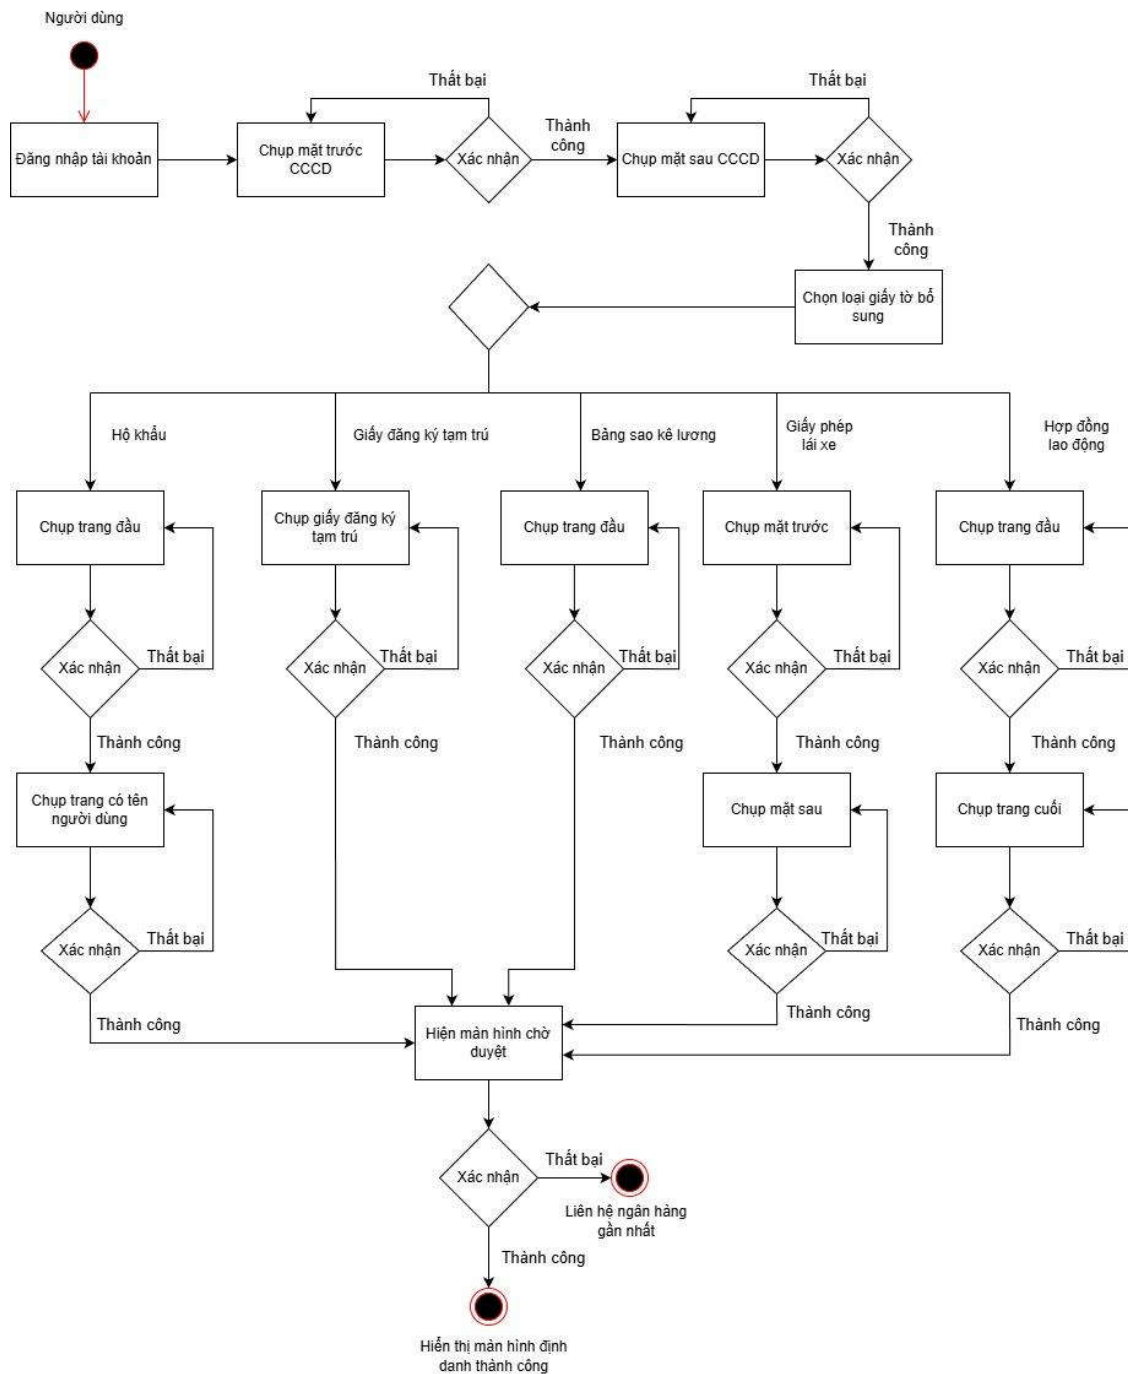 Người dùng
Thất bại
Thất bại
Đăng nhập tài khoản
Chụp mặt trước
CCCD
Xác nhận
Thành
công
Chụp mặt sau CCCD
Xác nhận
Thành
công
Chọn loại giấy tờ bổ
sung
Hộ khẩu
Giấy đăng ký tạm trú
Bảng sao kê lương
Giấy phép
lái xe
Hợp đồng
lao động
Chụp trang đầu
Chụp giấy đăng ký
tạm trú
Chụp trang đầu
Chụp mặt trước
Chụp trang đầu
Xác nhận
Thất bại
Xác nhận
Thất bại
Xác nhận
Thất bại
Xác nhận
Thất bại
Xác nhận
Thất bại
Thành công
Thành công
Thành công
Thành công
Thành công
Chụp trang có tên
người dùng
Chụp mặt sau
Chụp trang cuối
Xác nhận
Thất bại
Xác nhận
Thất bại
Xác nhận
Thất bại
Thành công
Thành công
Thành công
Hiện màn hình chờ
duyệt
Xác nhận
Thất bại
Liên hệ ngân hàng
gần nhất
Thành công
Hiển thị màn hình định
danh thành công